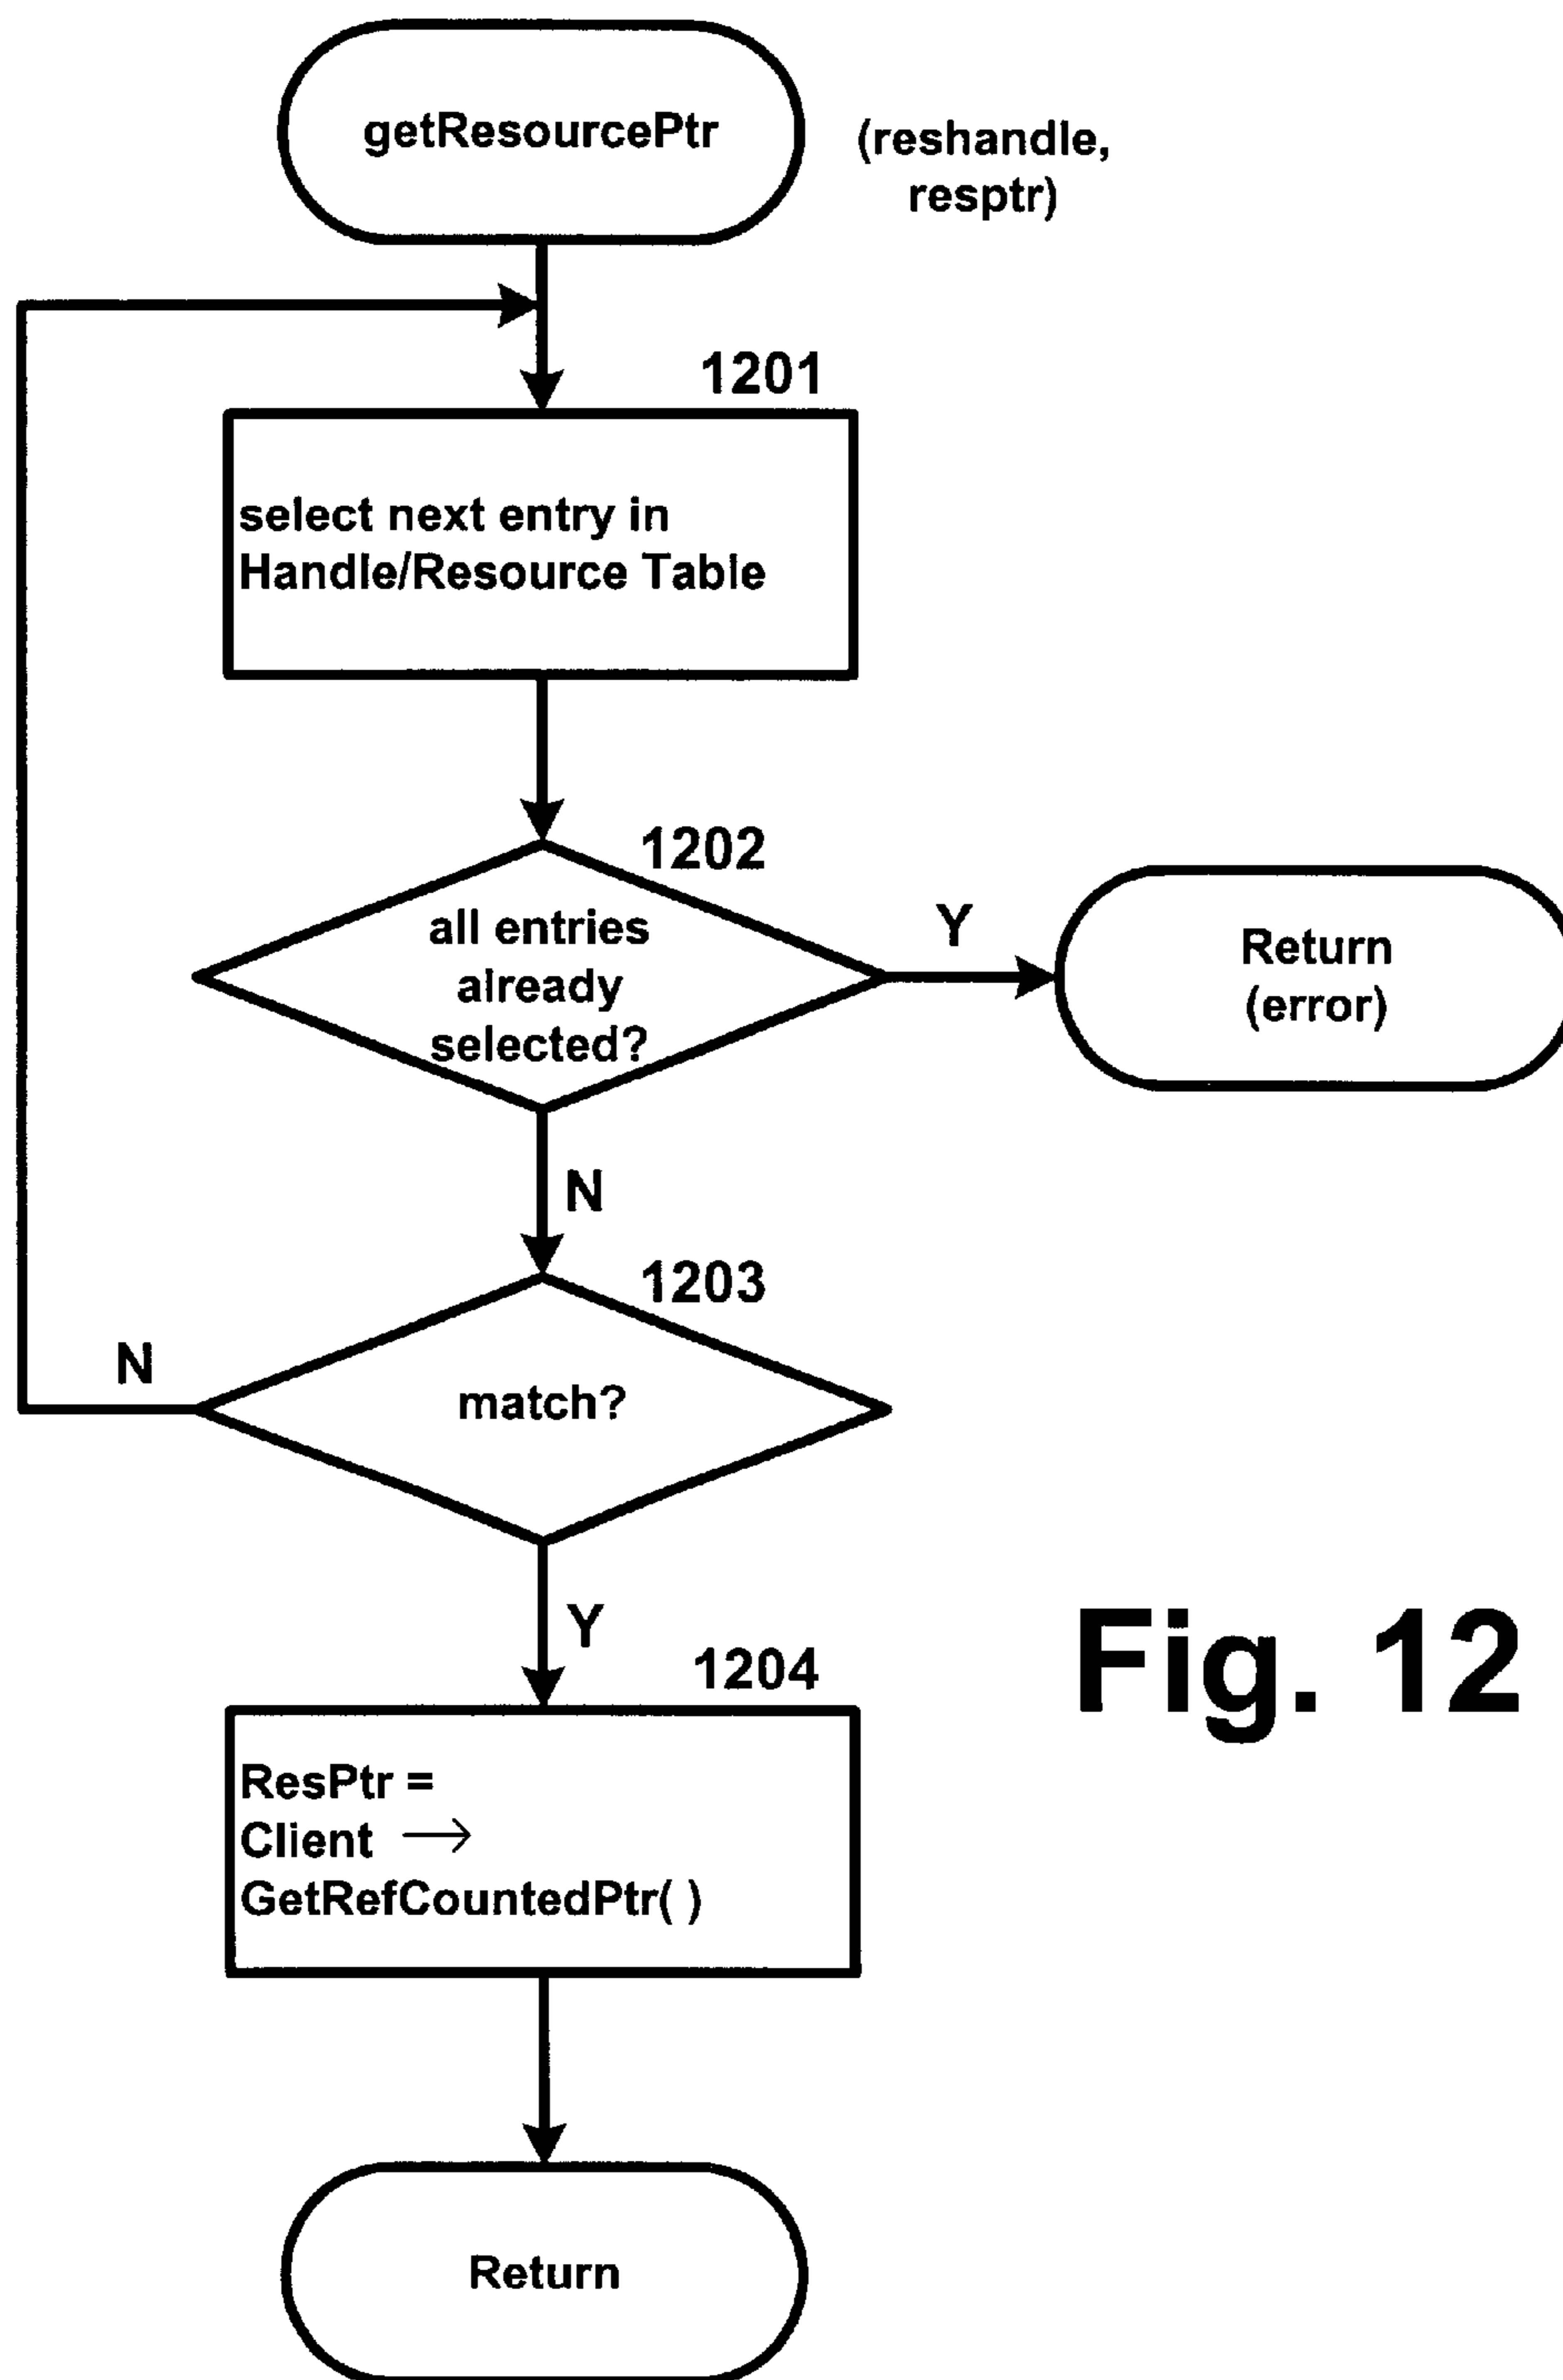 getResourcePtr
(reshandle,
resptr)
1201
select next entry in
Handle/Resource Table
1202
all entries
already
selected?
Y
Return
(error)
N
1203
match?
N
Y
1204
ResPtr =
Client →
GetRefCountedPtr( )
Return
Fig. 12